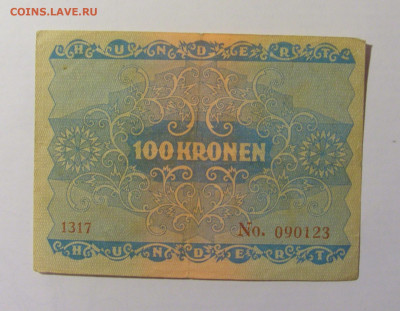 COINS.LAVE.RU
HUNDERT
100 KRONEN
1317 No. 090123
HUNDERT